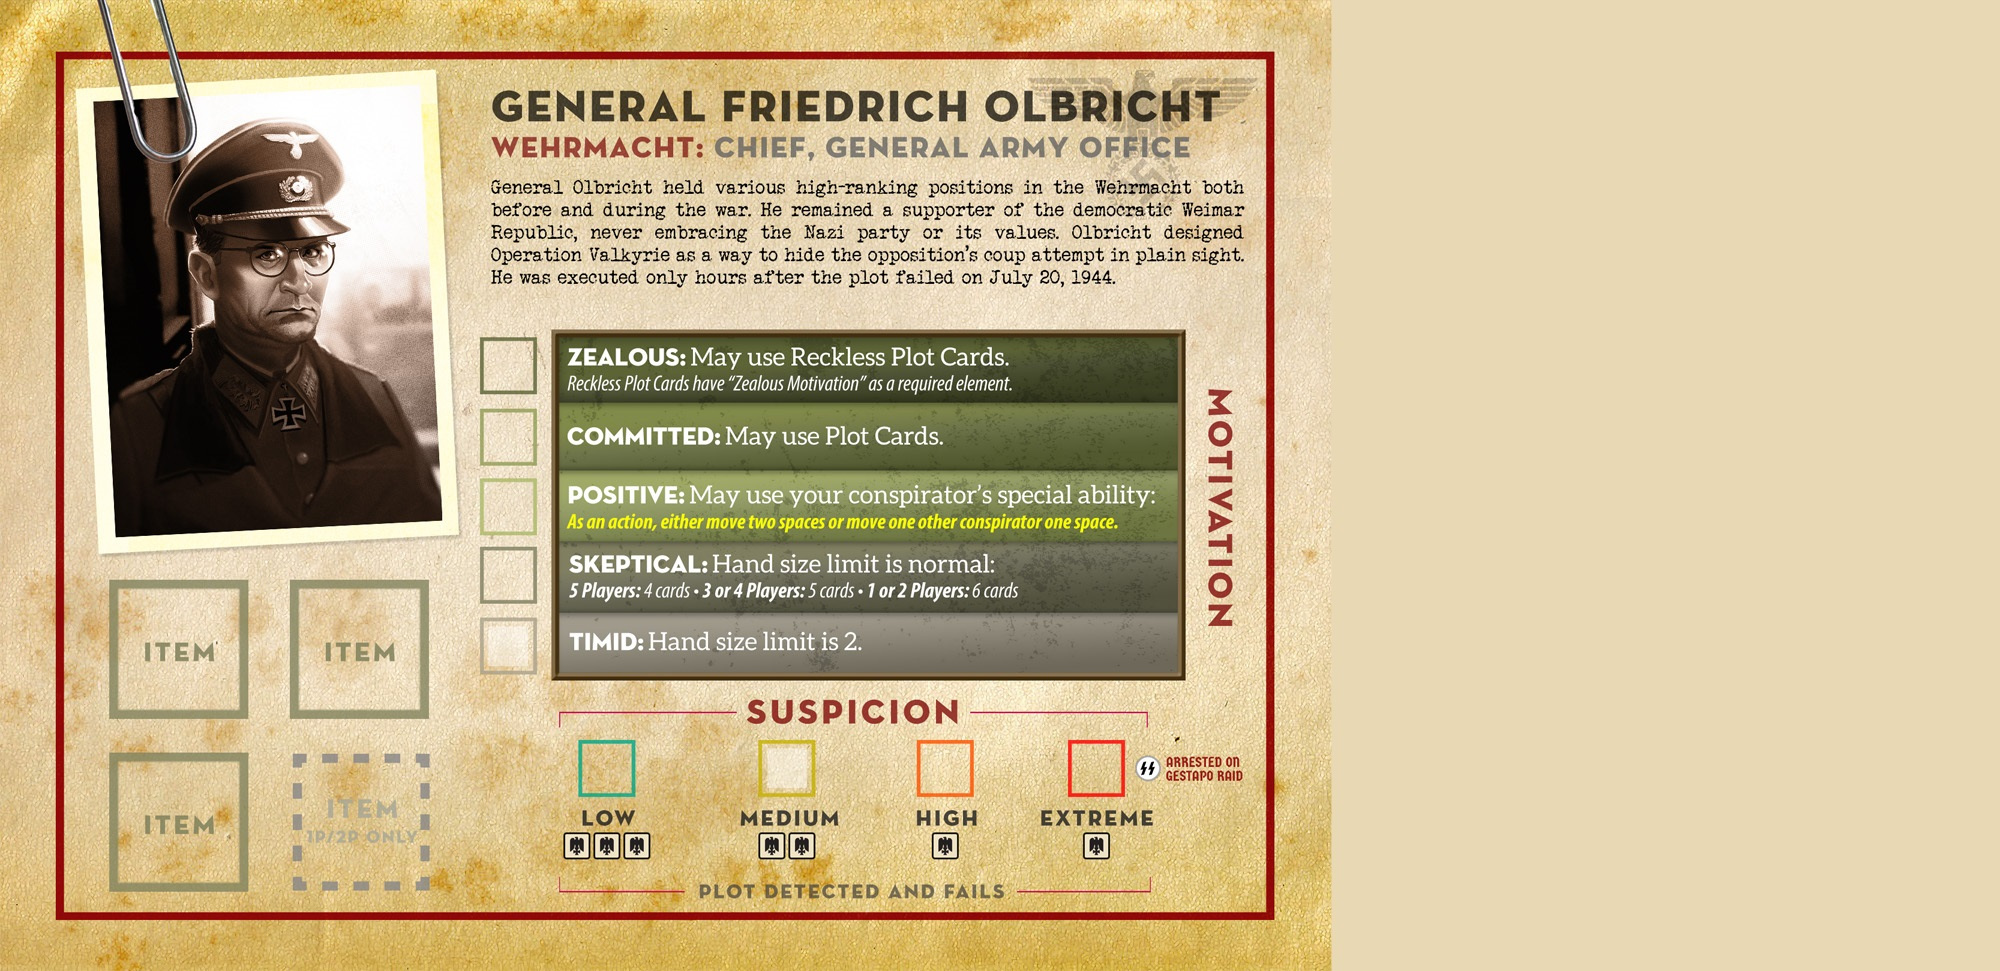 GENERAL FRIEDRICH OLBRICHT
WEHRMACHT: CHIEF, GENERAL ARMY OFFICE
General Olbricht held various high-ranking positions in the Wehrmacht both
before and during the war. He remained a supporter of the democratic Weimar
Republic, never embracing the Nazi party or its values. Olbricht designed
Operation Valkyrie as a way to hide the opposition's coup attempt in plain sight.
He was executed only hours after the plot failed on July 20, 1944.
ZEALOUS: May use Reckless Plot Cards.
Reckless Plot Cards have "Zealous Motivation" as a required element.
COMMITTED: May use Plot Cards.
POSITIVE: May use your conspirator's special ability:
As an action, either move two spaces or move one other conspirator one space.
SKEPTICAL: Hand size limit is normal:
5 Players: 4 cards • 3 or 4 Players: 5 cards • 1 or 2 Players: 6 cards
TIMID: Hand size limit is 2.
MOTIVATION
ITEM
ITEM
ITEM
ITEM
1P/2P ONLY
SUSPICION
ARRESTED ON
GESTAPO RAID
LOW
MEDIUM
HIGH
EXTREME
PLOT DETECTED AND FAILS